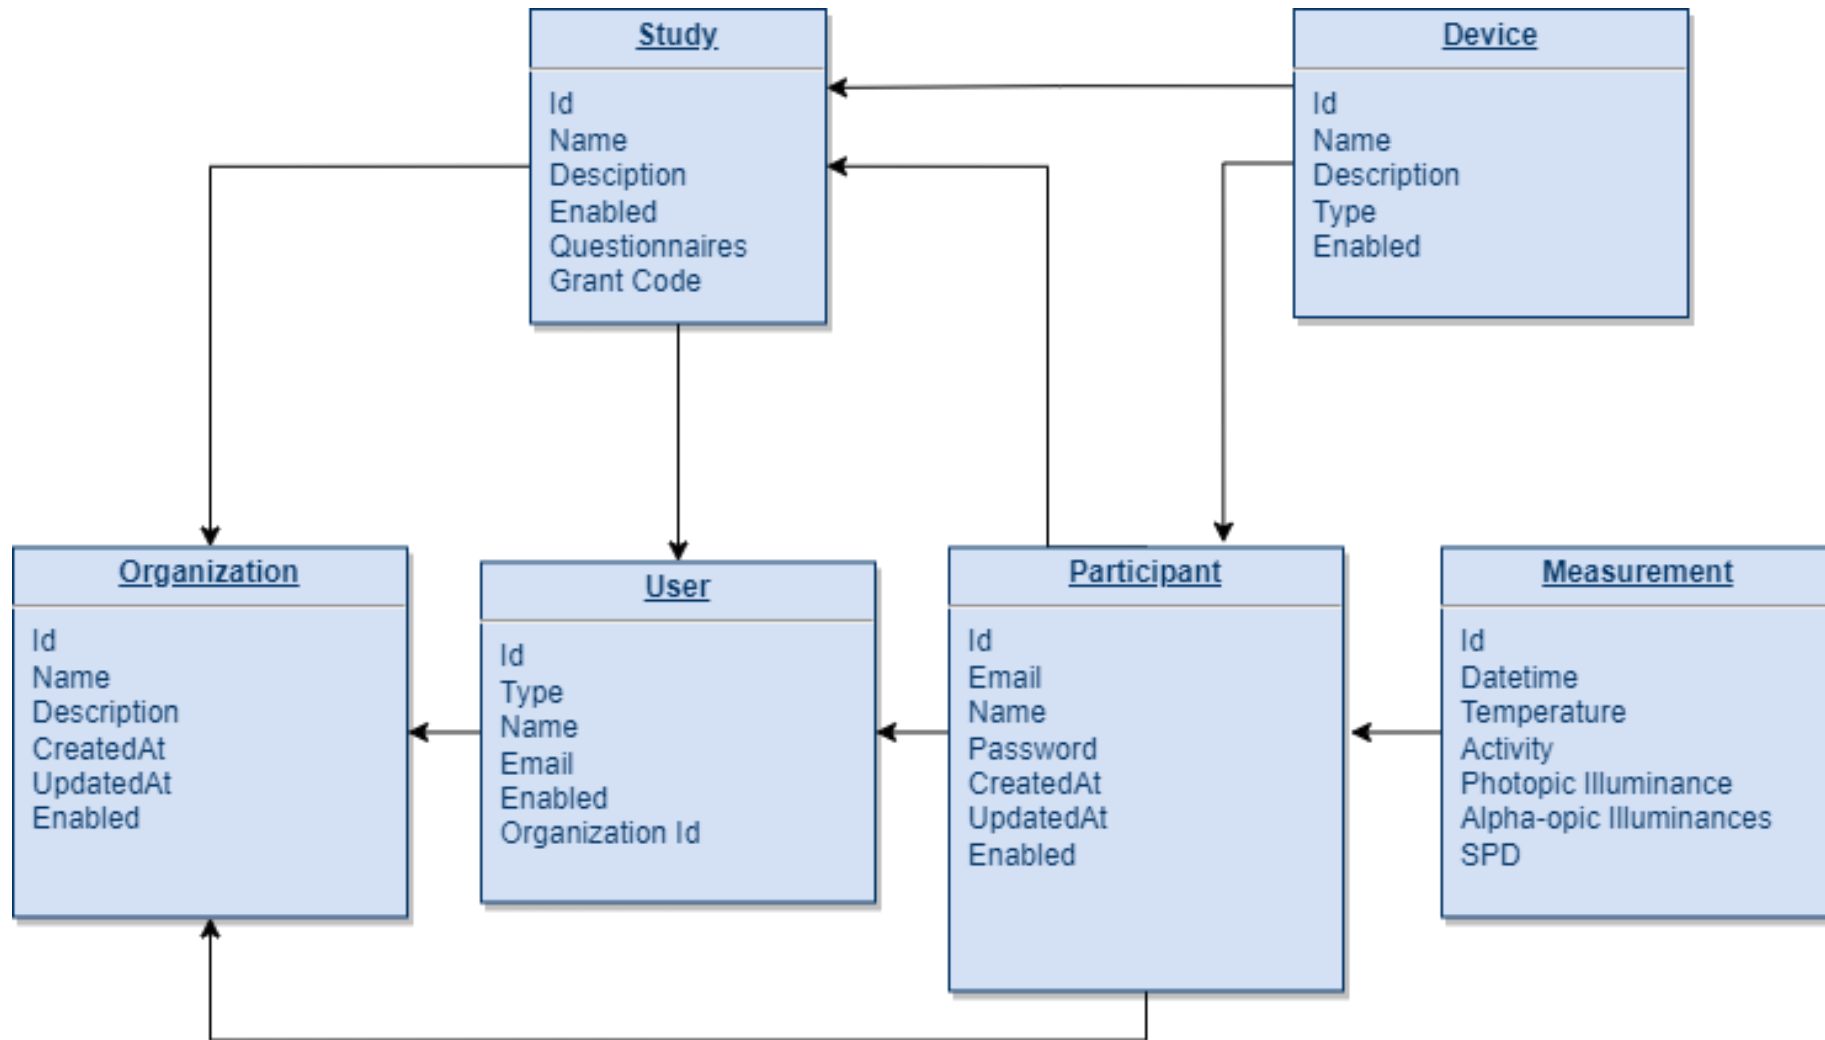 Study
Id
Name
Desciption
Enabled
Questionnaires
Grant Code
Device
Id
Name
Description
Type
Enabled
Organization
Id
Name
Description
CreatedAt
UpdatedAt
Enabled
User
Id
Type
Name
Email
Enabled
Organization Id
Participant
Id
Email
Name
Password
CreatedAt
UpdatedAt
Enabled
Measurement
Id
Datetime
Temperature
Activity
Photopic Illuminance
Alpha-opic Illuminances
SPD